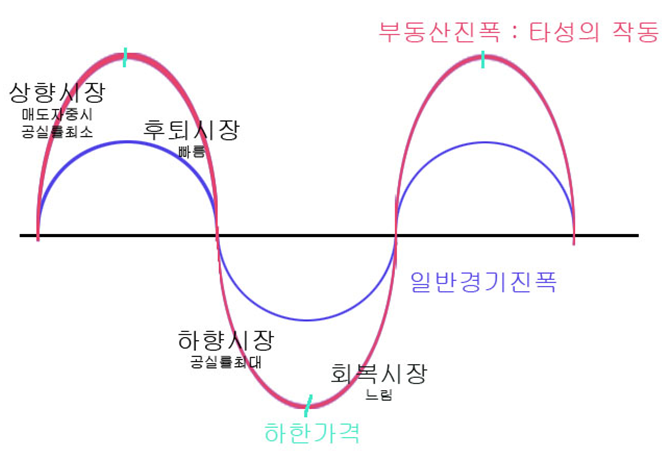 부동산진폭 : 타성의 작동
상향시장
매도자중시
공실률최소
후퇴시장
빠름
일반경기진폭
하향시장
공실률최대
회복시장
느림
하한가격